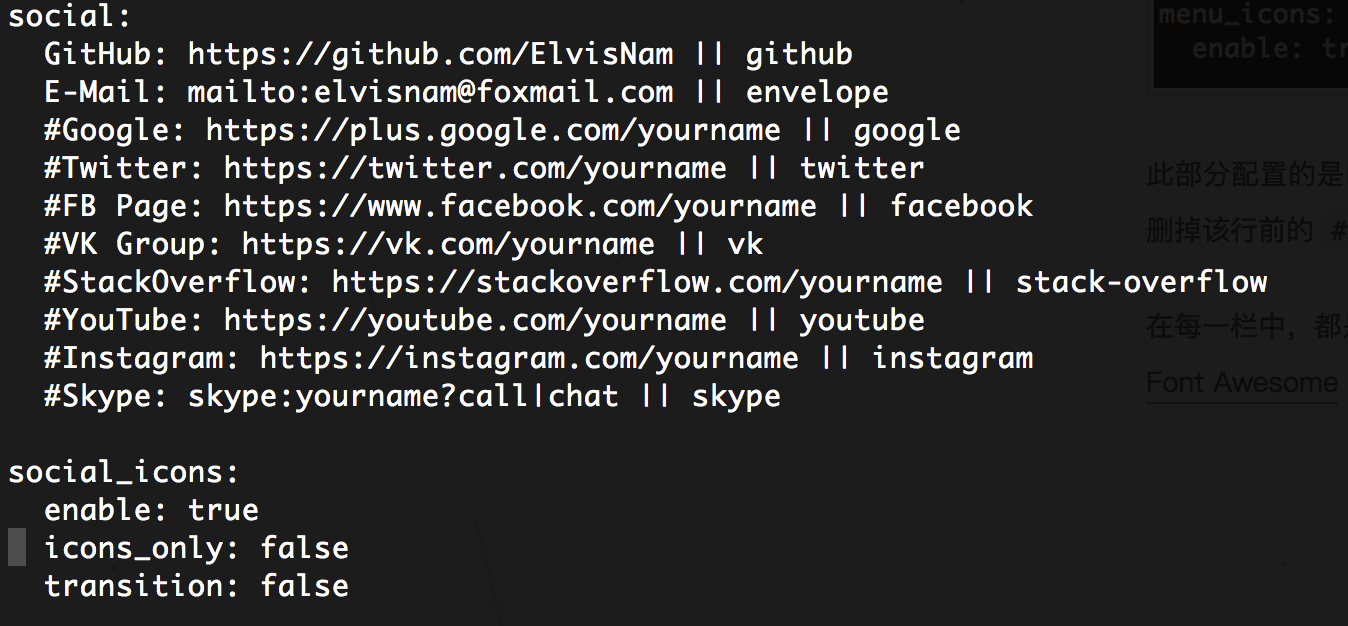 social:
GitHub: https://github.com/ElvisNam || github
E-Mail: mailto:elvisnam@foxmail.com || envelope
#Google: https://plus.google.com/yourname || google
#Twitter: https://twitter.com/yourname || twitter
#FB Page: https://www.facebook.com/yourname || facebook
#VK Group: https://vk.com/yourname || vk
#StackOverflow: https://stackoverflow.com/yourname || stack-overflow
#YouTube: https://youtube.com/yourname || youtube
#Instagram: https://instagram.com/yourname || instagram
#Skype: skype:yourname?call|chat || skype
social_icons:
enable: true
icons_only: false
transition: false
menu_icons:
enable: tr
此部分配置的是
删掉该行前的 #
在每一栏中，都
Font Awesome